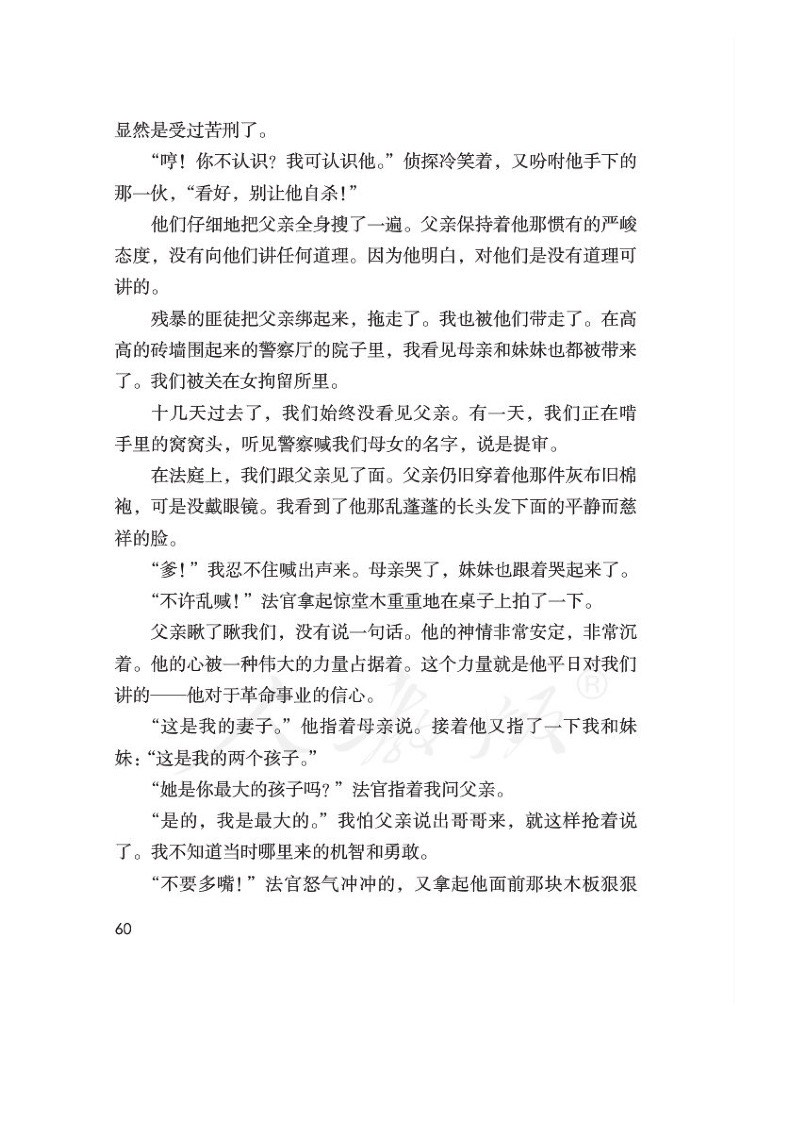 显然是受过苦刑了。
“哼！你不认识？我可认识他。”侦探冷笑着，又吩咐他手下的
那一伙，“看好，别让他自杀！”
他们仔细地把父亲全身搜了一遍。父亲保持着他那惯有的严峻
态度，没有向他们讲任何道理。因为他明白，对他们是没有道理可
讲的。
残暴的匪徒把父亲绑起来，拖走了。我也被他们带走了。在高
高的砖墙围起来的警察厅的院子里，我看见母亲和妹妹也都被带来
了。我们被关在女拘留所里。
十几天过去了，我们始终没看见父亲。有一天，我们正在啃
手里的窝窝头，听见警察喊我们母女的名字，说是提审。
在法庭上，我们跟父亲见了面。父亲仍旧穿着他那件灰布旧棉
袍，可是没戴眼镜。我看到了他那乱蓬蓬的长头发下面的平静而慈
祥的脸。
“爹！”我忍不住喊出声来。母亲哭了，妹妹也跟着哭起来了。
“不许乱喊！”法官拿起惊堂木重重地在桌子上拍了一下。
父亲瞅了瞅我们，没有说一句话。他的神情非常安定，非常沉
着。他的心被一种伟大的力量占据着。这个力量就是他平日对我们
讲的——他对于革命事业的信心。
“这是我的妻子。”他指着母亲说。接着他又指了一下我和妹
妹：“这是我的两个孩子。”
“她是你最大的孩子吗？”法官指着我问父亲。
“是的，我是最大的。”我怕父亲说出哥哥来，就这样抢着说
了。我不知道当时哪里来的机智和勇敢。
“不要多嘴！”法官怒气冲冲的，又拿起他面前那块木板狠狠
60